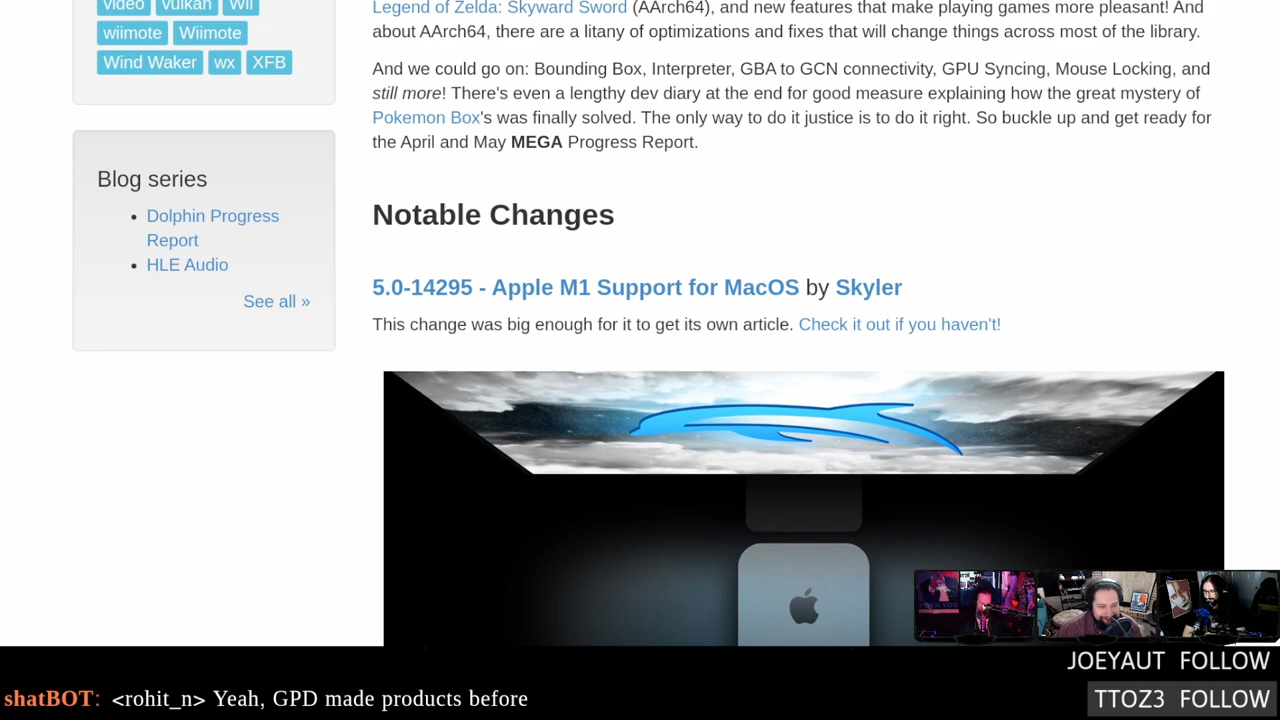 video vulkan Wii
wiimote Wiimote
Wind Waker wx XFB
Blog series
Dolphin Progress
Report
HLE Audio
See all »
Legend of Zelda: Skyward Sword (AArch64), and new features that make playing games more pleasant! And
about AArch64, there are a litany of optimizations and fixes that will change things across most of the library.
And we could go on: Bounding Box, Interpreter, GBA to GCN connectivity, GPU Syncing, Mouse Locking, and
still more! There's even a lengthy dev diary at the end for good measure explaining how the great mystery of
Pokemon Box's was finally solved. The only way to do it justice is to do it right. So buckle up and get ready for
the April and May MEGA Progress Report.
Notable Changes
5.0-14295 - Apple M1 Support for MacOS by Skyler
This change was big enough for it to get its own article. Check it out if you haven't!
JOEYAUT FOLLOW
shatBOT: <rohit_n> Yeah, GPD made products before
TTOZ3 FOLLOW